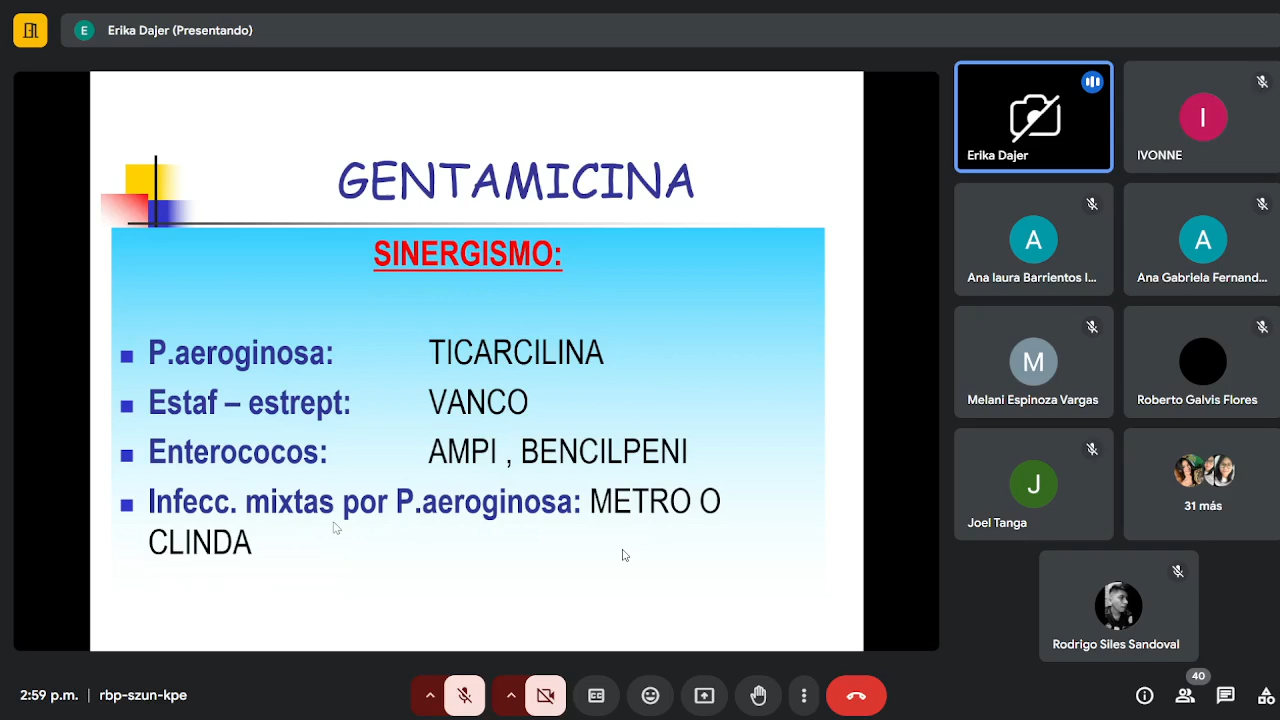 E Erika Dajer (Presentando)
GENTAMICINA
SINERGISMO:
P.aeroginosa: TICARCILINA
Estaf – estrept: VANCO
Enterococos: AMPI , BENCILPENI
Infecc. mixtas por P.aeroginosa: METRO O
CLINDA
Erika Dajer
I
IVONNE
A
Ana laura Barrientos I...
A
Ana Gabriela Fernand...
M
Melani Espinoza Vargas
Roberto Galvis Flores
J
Joel Tanga
31 más
Rodrigo Siles Sandoval
2:59 p.m. | rbp-szun-kpe
40